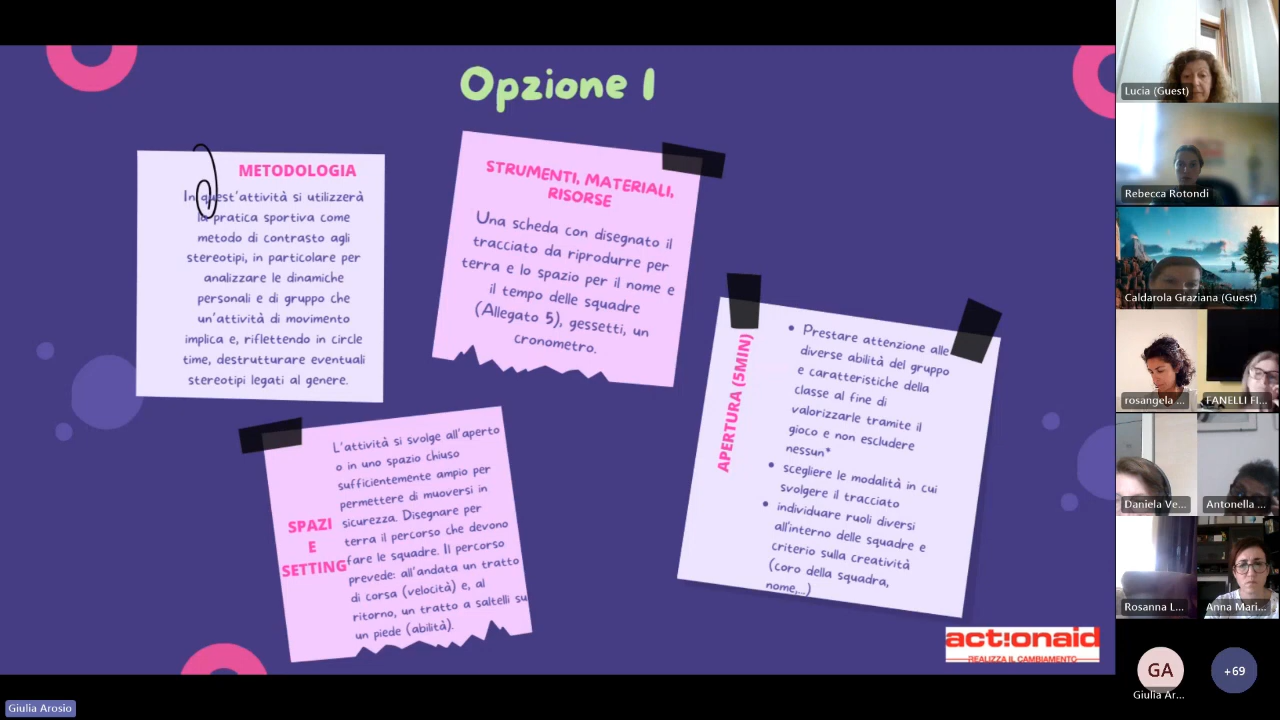 Opzione 1
METODOLOGIA
In quest'attività si utilizzerà
la pratica sportiva come
metodo di contrasto agli
stereotipi, in particolare per
analizzare le dinamiche
personali e di gruppo che
un'attività di movimento
implica e, riflettendo in circle
time, destrutturare eventuali
stereotipi legati al genere.
STRUMENTI, MATERIALI,
RISORSE
Una scheda con disegnato il
tracciato da riprodurre per
terra e lo spazio per il nome e
il tempo delle squadre
(Allegato 5), gessetti, un
cronometro.
SPAZI
E
SETTING
L'attività si svolge all'aperto
o in uno spazio chiuso
sufficientemente ampio per
permettere di muoversi in
sicurezza. Disegnare per
terra il percorso che devono
fare le squadre. Il percorso
prevede: all'andata un tratto
di corsa (velocità) e, al
ritorno, un tratto a saltelli su
un piede (abilità).
APERTURA (5MIN)
• Prestare attenzione alle
diverse abilità del gruppo
e caratteristiche della
classe al fine di
valorizzarle tramite il
gioco e non escludere
nessun*
• scegliere le modalità in cui
svolgere il tracciato
• individuare ruoli diversi
all'interno delle squadre e
criterio sulla creatività
(coro della squadra,
nome,...)
act!onaid
REALIZZA IL CAMBIAMENTO
Giulia Arosio
Lucia (Guest)
Rebecca Rotondi
Caldarola Graziana (Guest)
rosangela ...
FANELLI FI...
Daniela Ve...
Antonella ...
Rosanna L...
Anna Mari...
GA
Giulia Ar...
+69